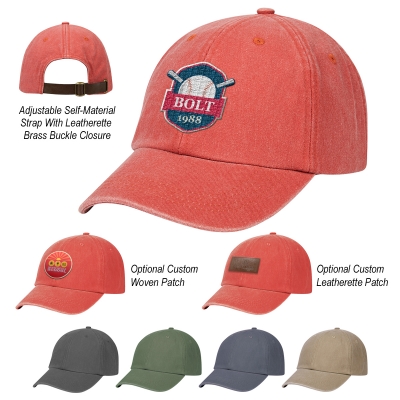 BOLT
1988
Adjustable Self-Material
Strap With Leatherette
Brass Buckle Closure
Optional Custom
Woven Patch
Optional Custom
Leatherette Patch